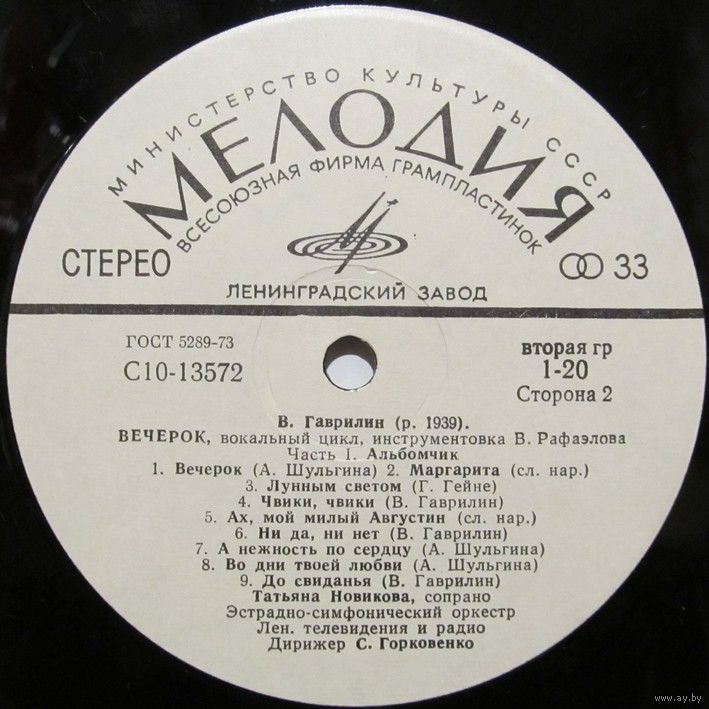 МИНИСТЕРСТВО КУЛЬТУРЫ СССР
МЕЛОДИЯ
ВСЕСОЮЗНАЯ ФИРМА ГРАМПЛАСТИНОК
СТЕРЕО
33
ЛЕНИНГРАДСКИЙ ЗАВОД
ГОСТ 5289-73
С10-13572
вторая гр
1-20
Сторона 2
В. Гаврилин (р. 1939).
ВЕЧЕРОК, вокальный цикл, инструментовка В. Рафаэлова
Часть I. Альбомчик
1. Вечерок (А. Шульгина) 2. Маргарита (сл. нар.)
3. Лунным светом (Г. Гейне)
4. Чвики, чвики (В. Гаврилин)
5. Ах, мой милый Августин (сл. нар.)
6. Ни да, ни нет (В. Гаврилин)
7. А нежность по сердцу (А. Шульгина)
8. Во дни твоей любви (А. Шульгина)
9. До свиданья (В. Гаврилин)
Татьяна Новикова, сопрано
Эстрадно-симфонический оркестр
Лен. телевидения и радио
Дирижер С. Горковенко
www.ay.by